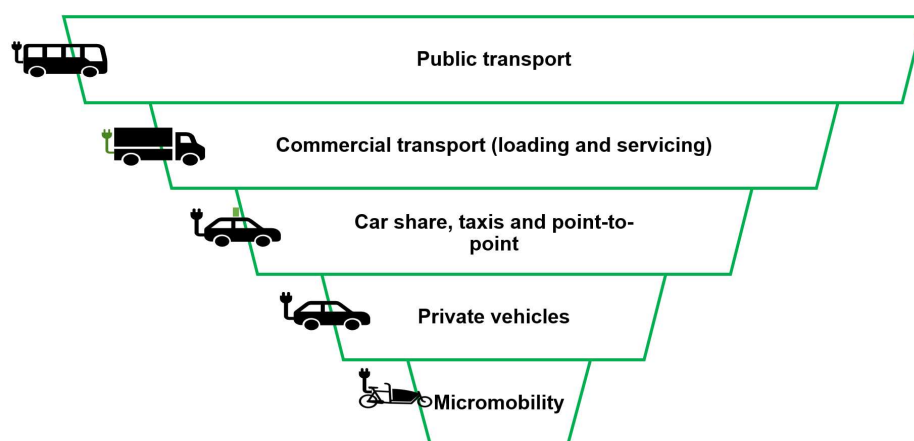 Public transport
Commercial transport (loading and servicing)
Car share, taxis and point-to-
point
Private vehicles
Micromobility